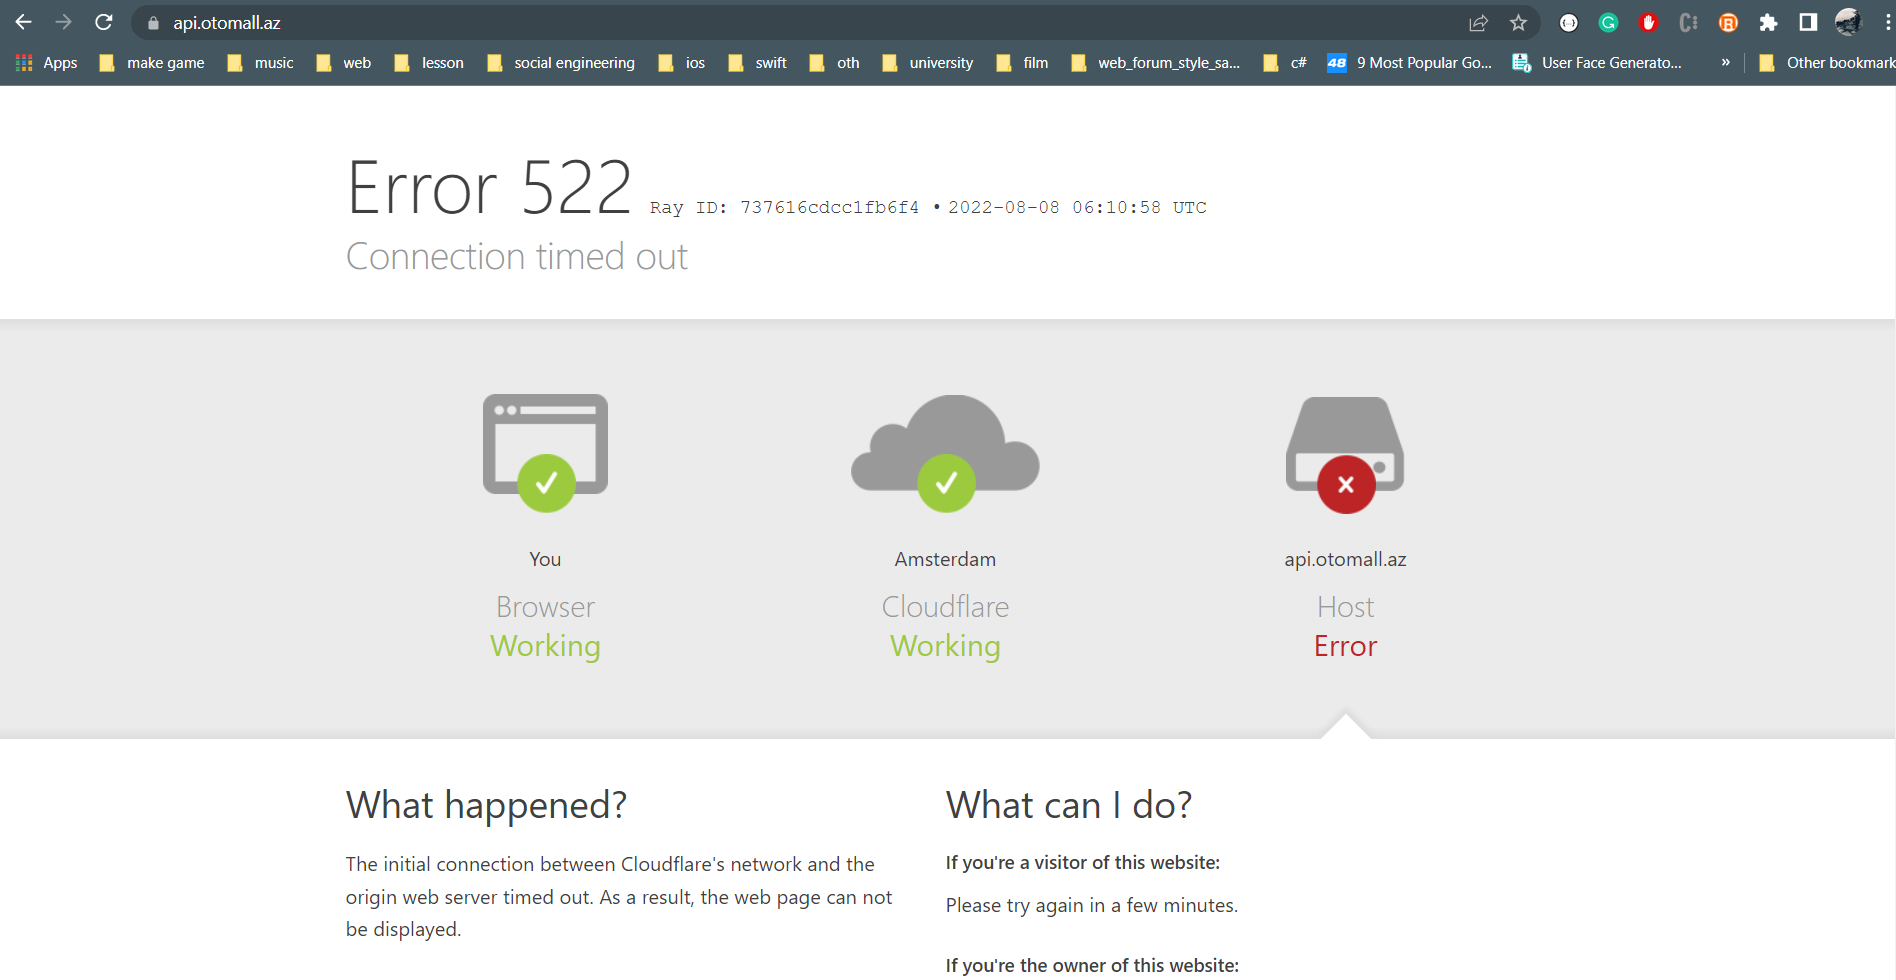 api.otomall.az
Apps make game music web lesson social engineering ios swift oth university film web_forum_style_sa... c# 48 9 Most Popular Go... User Face Generato... » Other bookmark
Error 522 Ray ID: 737616cdcc1fb6f4 • 2022-08-08 06:10:58 UTC
Connection timed out
You
Browser
Working
Amsterdam
Cloudflare
Working
api.otomall.az
Host
Error
What happened?
The initial connection between Cloudflare's network and the
origin web server timed out. As a result, the web page can not
be displayed.
What can I do?
If you're a visitor of this website:
Please try again in a few minutes.
If you're the owner of this website: